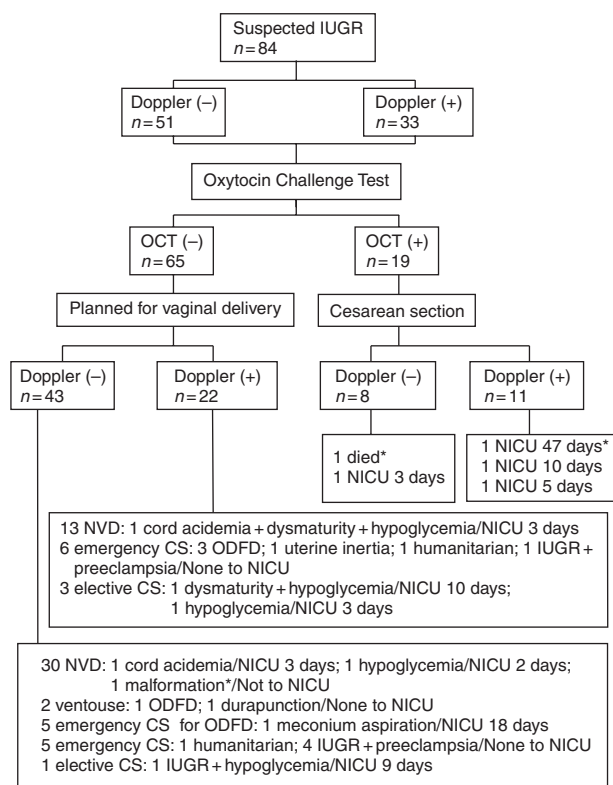 Suspected IUGR
n=84
Doppler (–)
n=51
Doppler (+)
n=33
Oxytocin Challenge Test
OCT (–)
n=65
OCT (+)
n=19
Planned for vaginal delivery
Cesarean section
Doppler (–)
n=43
Doppler (+)
n=22
Doppler (–)
n=8
Doppler (+)
n=11
1 died*
1 NICU 3 days
1 NICU 47 days*
1 NICU 10 days
1 NICU 5 days
13 NVD: 1 cord acidemia+dysmaturity+hypoglycemia/NICU 3 days
6 emergency CS: 3 ODFD; 1 uterine inertia; 1 humanitarian; 1 IUGR+
preeclampsia/None to NICU
3 elective CS: 1 dysmaturity+hypoglycemia/NICU 10 days;
1 hypoglycemia/NICU 3 days
30 NVD: 1 cord acidemia/NICU 3 days; 1 hypoglycemia/NICU 2 days;
1 malformation*/Not to NICU
2 ventouse: 1 ODFD; 1 durapunction/None to NICU
5 emergency CS for ODFD: 1 meconium aspiration/NICU 18 days
5 emergency CS: 1 humanitarian; 4 IUGR+preeclampsia/None to NICU
1 elective CS: 1 IUGR+hypoglycemia/NICU 9 days